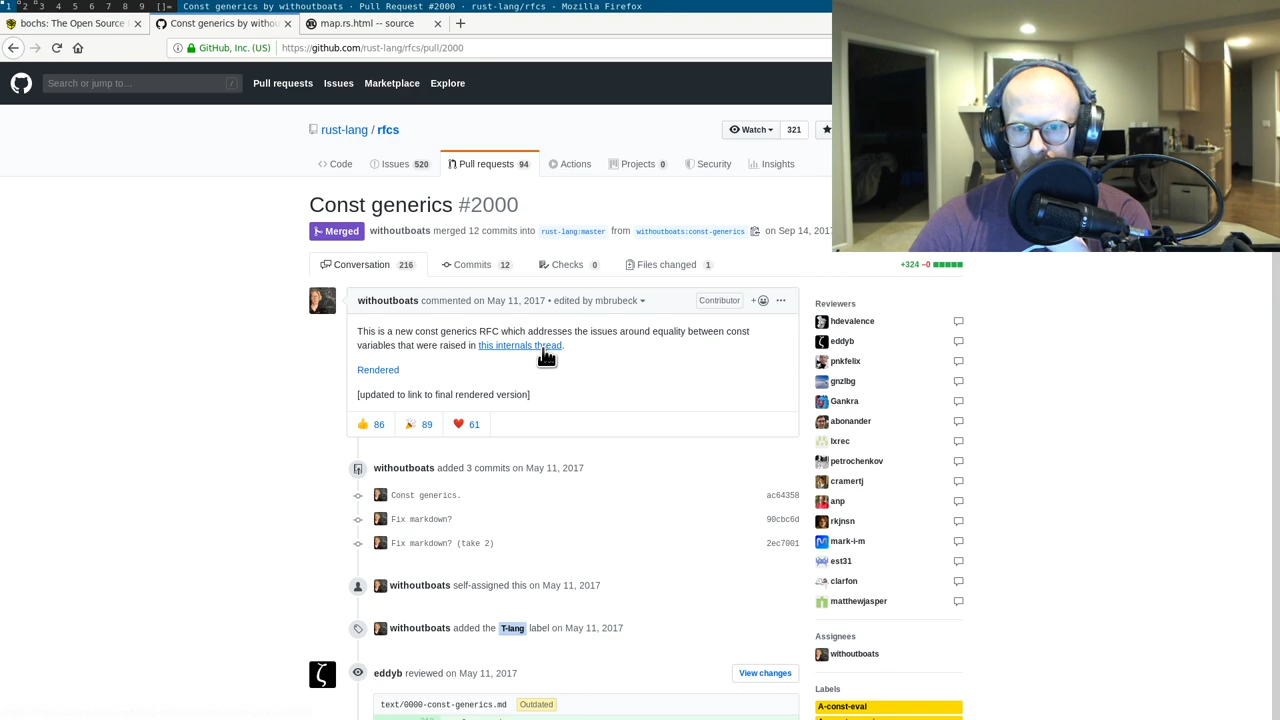 1 2 3 4 5 6 7 8 9 []= Const generics by withoutboats · Pull Request #2000 · rust-lang/rfcs - Mozilla Firefox
bochs: The Open Source
Const generics by withou
map.rs.html -- source
GitHub, Inc. (US) https://github.com/rust-lang/rfcs/pull/2000
Search or jump to… /
Pull requests Issues Marketplace Explore
rust-lang / rfcs
Watch 321
Code
Issues 520
Pull requests 94
Actions
Projects 0
Security
Insights
Const generics #2000
Merged withoutboats merged 12 commits into rust-lang:master from withoutboats:const-generics on Sep 14, 2017
Conversation 216
Commits 12
Checks 0
Files changed 1
+324 −0
withoutboats commented on May 11, 2017 • edited by mbrubeck
Contributor
This is a new const generics RFC which addresses the issues around equality between const
variables that were raised in this internals thread.
Rendered
[updated to link to final rendered version]
👍 86 🎉 89 ❤️ 61
withoutboats added 3 commits on May 11, 2017
Const generics. ac64358
Fix markdown? 90cbc6d
Fix markdown? (take 2) 2ec7001
withoutboats self-assigned this on May 11, 2017
withoutboats added the T-lang label on May 11, 2017
eddyb reviewed on May 11, 2017
View changes
text/0000-const-generics.md Outdated
Reviewers
hdevalence
eddyb
pnkfelix
gnzlbg
Gankra
abonander
lxrec
petrochenkov
cramertj
anp
rkjnsn
mark-i-m
est31
clarfon
matthewjasper
Assignees
withoutboats
Labels
A-const-eval